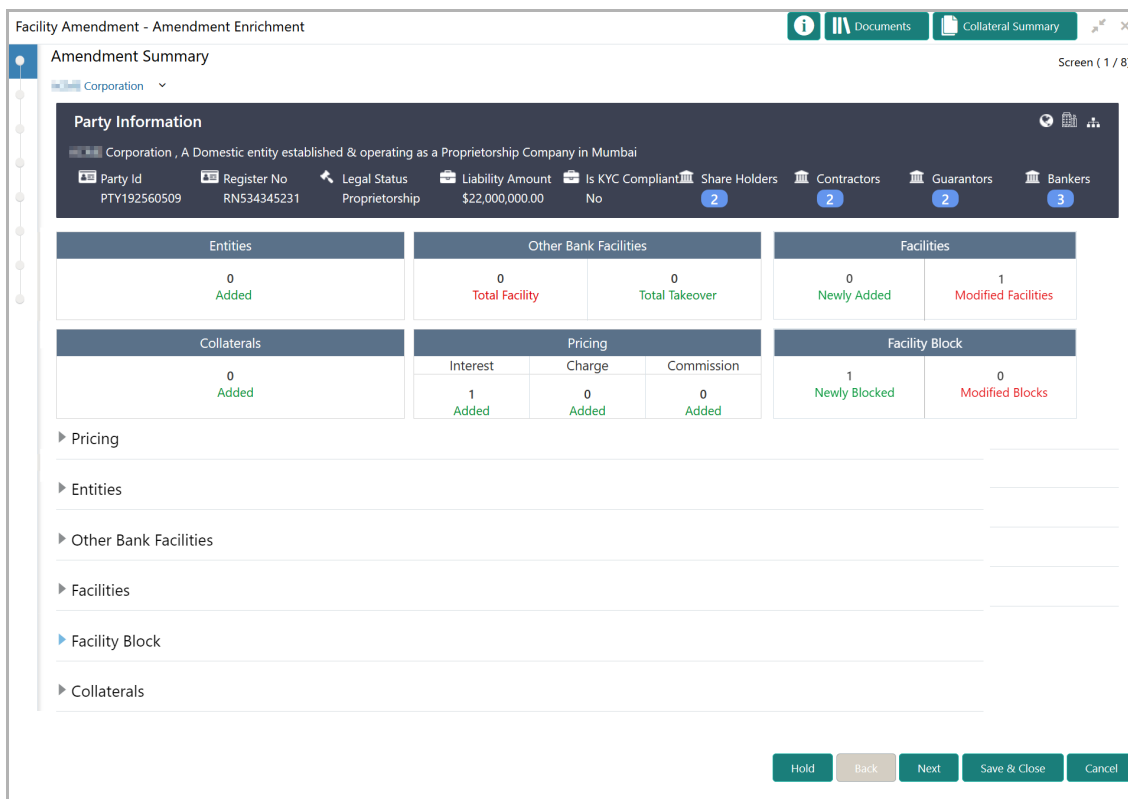 Facility Amendment - Amendment Enrichment
i Documents Collateral Summary
Amendment Summary
Screen ( 1 / 8)
Corporation
Party Information
Corporation , A Domestic entity established & operating as a Proprietorship Company in Mumbai
Party Id Register No Legal Status Liability Amount Is KYC Compliant Share Holders Contractors Guarantors Bankers
PTY192560509 RN534345231 Proprietorship $22,000,000.00 No 2 2 2 3
Entities Other Bank Facilities Facilities
0 0 0 0 1
Added Total Facility Total Takeover Newly Added Modified Facilities
Collaterals Pricing Facility Block
Interest Charge Commission
0 1 0 0 1 0
Added Added Added Added Newly Blocked Modified Blocks
Pricing
Entities
Other Bank Facilities
Facilities
Facility Block
Collaterals
Hold Back Next Save & Close Cancel